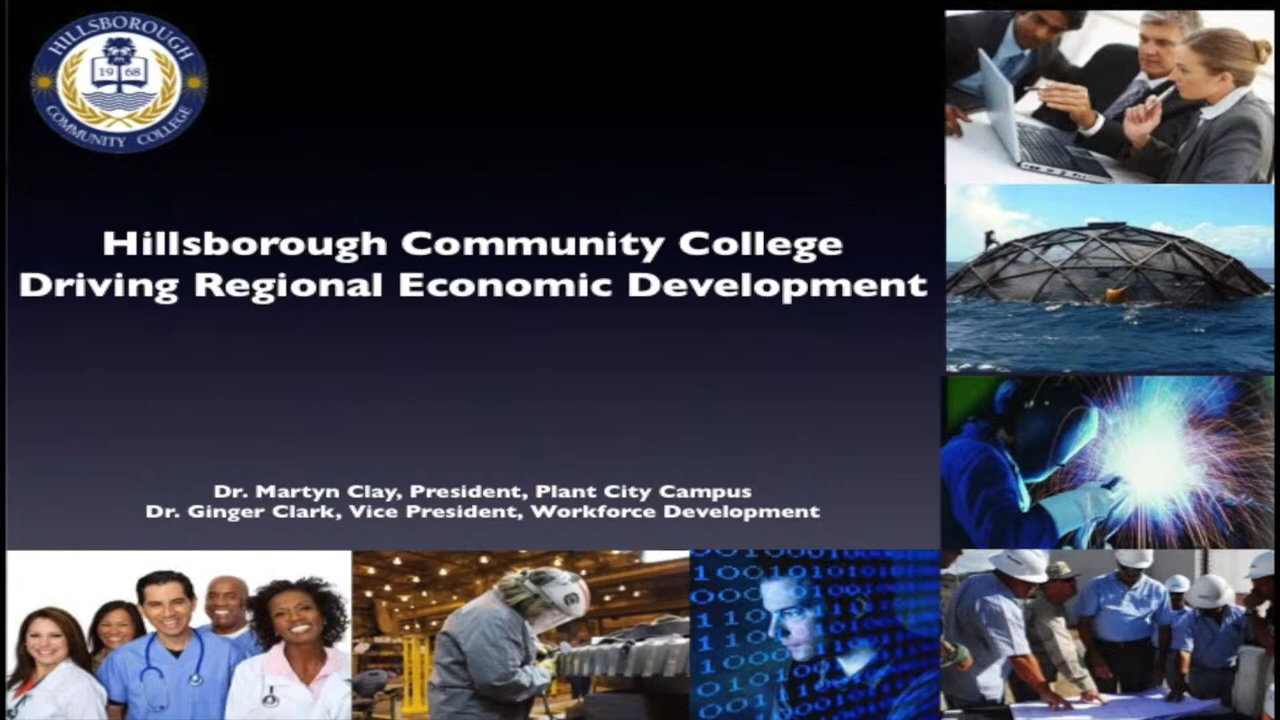 HILLSBOROUGH
19 68
COMMUNITY COLLEGE
Hillsborough Community College
Driving Regional Economic Development
Dr. Martyn Clay, President, Plant City Campus
Dr. Ginger Clark, Vice President, Workforce Development